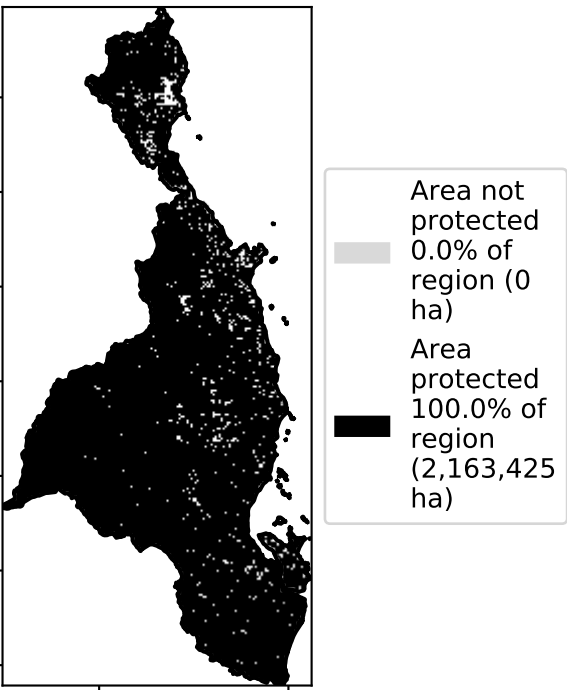 Area not
protected
0.0% of
region (0
ha)
Area
protected
100.0% of
region
(2,163,425
ha)